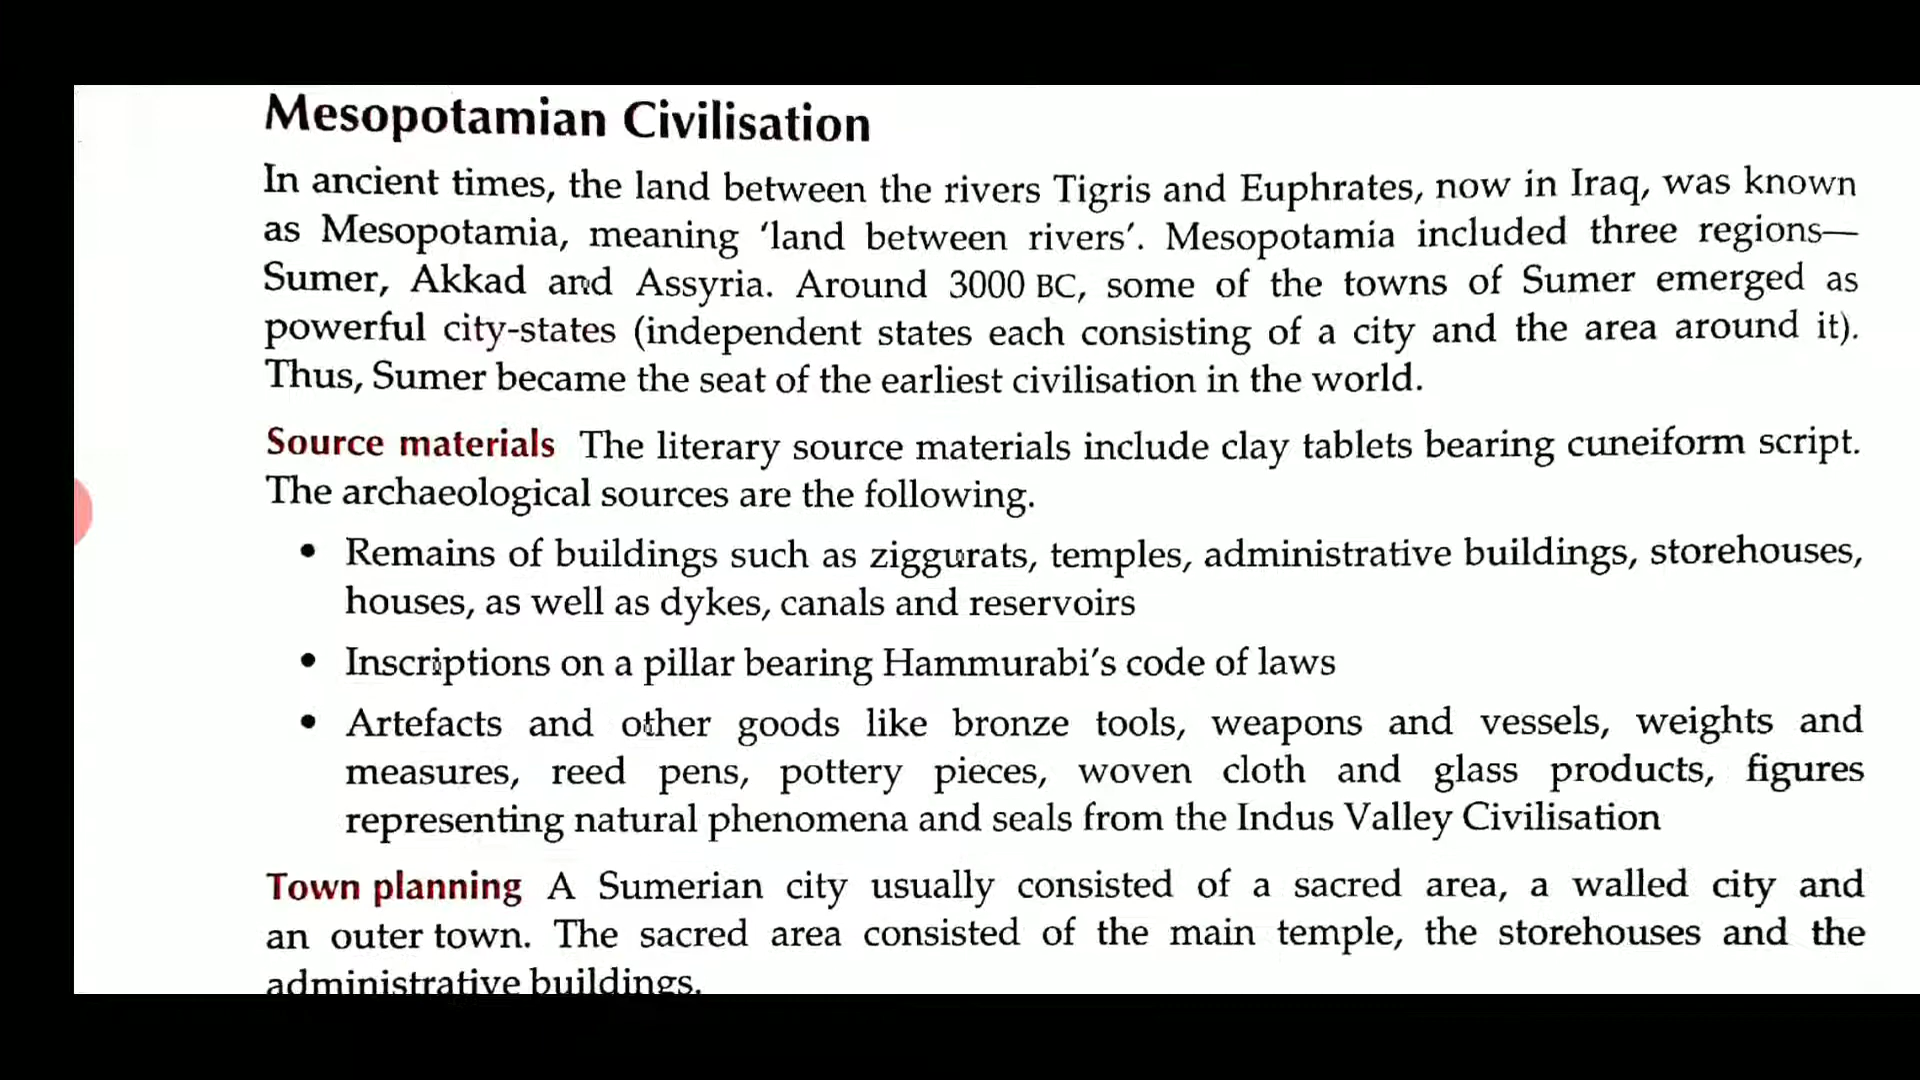 Mesopotamian Civilisation
In ancient times, the land between the rivers Tigris and Euphrates, now in Iraq, was known
as Mesopotamia, meaning ‘land between rivers’. Mesopotamia included three regions—
Sumer, Akkad and Assyria. Around 3000 BC, some of the towns of Sumer emerged as
powerful city-states (independent states each consisting of a city and the area around it).
Thus, Sumer became the seat of the earliest civilisation in the world.
Source materials The literary source materials include clay tablets bearing cuneiform script.
The archaeological sources are the following.
• Remains of buildings such as ziggurats, temples, administrative buildings, storehouses,
houses, as well as dykes, canals and reservoirs
• Inscriptions on a pillar bearing Hammurabi’s code of laws
• Artefacts and other goods like bronze tools, weapons and vessels, weights and
measures, reed pens, pottery pieces, woven cloth and glass products, figures
representing natural phenomena and seals from the Indus Valley Civilisation
Town planning A Sumerian city usually consisted of a sacred area, a walled city and
an outer town. The sacred area consisted of the main temple, the storehouses and the
administrative buildings.